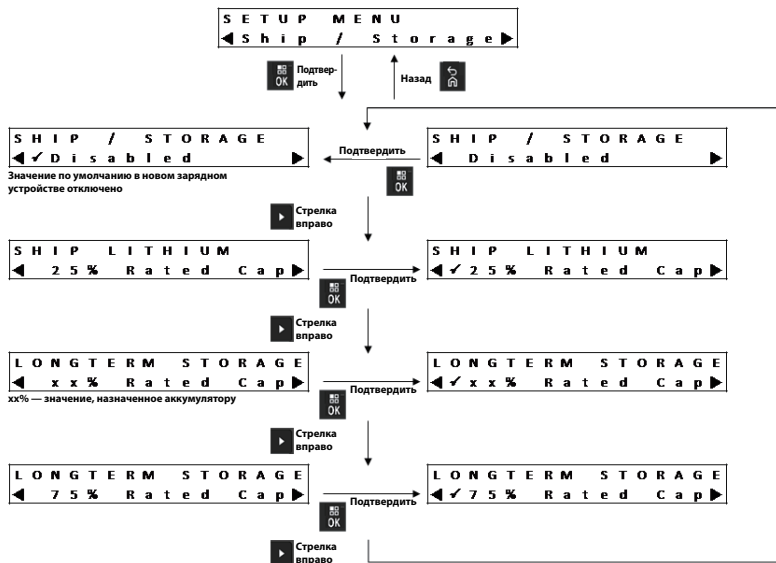 SETUP MENU
◀Ship / Storage▶
OK
Подтвер-
дить
Назад
SHIP / STORAGE
◀✓Disabled ▶
Значение по умолчанию в новом зарядном
устройстве отключено
Подтвердить
OK
SHIP / STORAGE
◀ Disabled ▶
Стрелка
вправо
SHIP LITHIUM
◀ 25% Rated Cap▶
OK
Подтвердить
SHIP LITHIUM
◀✓25% Rated Cap▶
Стрелка
вправо
LONGTERM STORAGE
◀ xx% Rated Cap▶
xx% — значение, назначенное аккумулятору
OK
Подтвердить
LONGTERM STORAGE
◀✓xx% Rated Cap▶
Стрелка
вправо
LONGTERM STORAGE
◀ 75% Rated Cap▶
OK
Подтвердить
LONGTERM STORAGE
◀✓75% Rated Cap▶
Стрелка
вправо